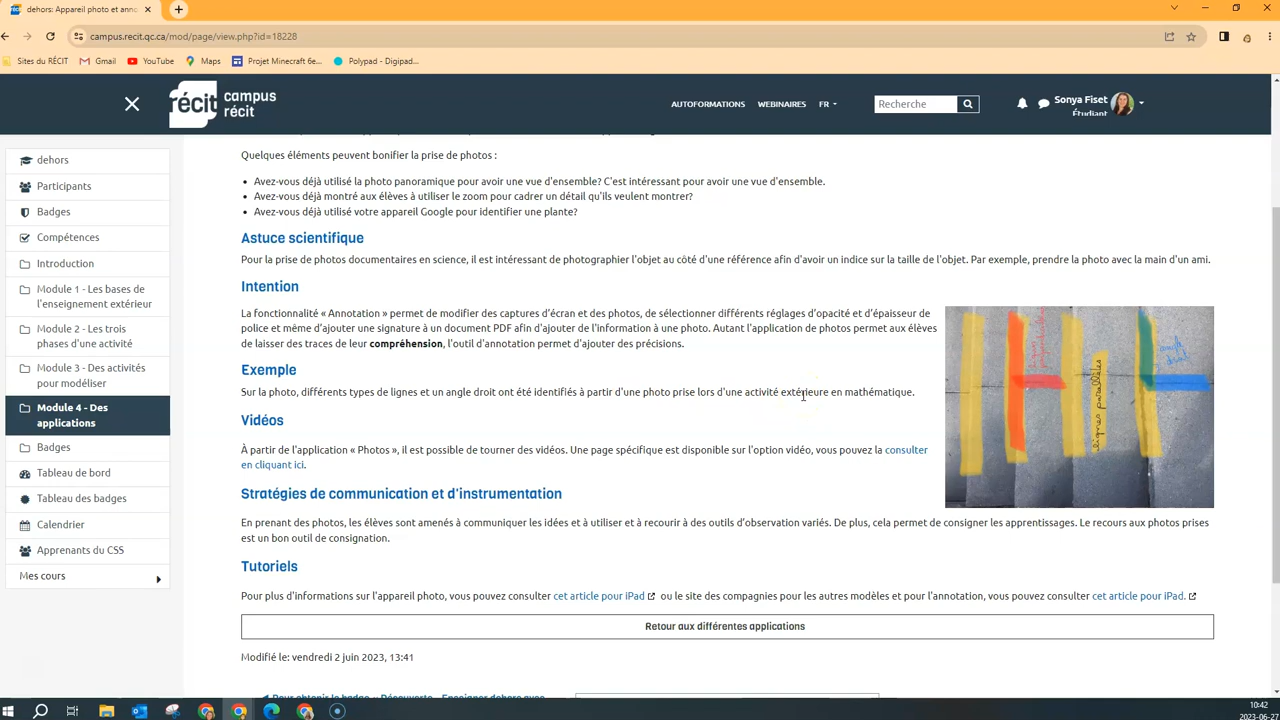 dehors: Appareil photo et anno
campus.recit.qc.ca/mod/page/view.php?id=18228
Sites du RÉCIT
Gmail
YouTube
Maps
Projet Minecraft 6e...
Polypad - Digipad...
récit campus récit
AUTOFORMATIONS
WEBINAIRES
FR
Recherche
Sonya Fiset
Étudiant
dehors
Participants
Badges
Compétences
Introduction
Module 1 - Les bases de
l'enseignement extérieur
Module 2 - Les trois
phases d'une activité
Module 3 - Des activités
pour modéliser
Module 4 - Des
applications
Badges
Tableau de bord
Tableau des badges
Calendrier
Apprenants du CSS
Mes cours
Quelques éléments peuvent bonifier la prise de photos :
• Avez-vous déjà utilisé la photo panoramique pour avoir une vue d'ensemble? C'est intéressant pour avoir une vue d'ensemble.
• Avez-vous déjà montré aux élèves à utiliser le zoom pour cadrer un détail qu'ils veulent montrer?
• Avez-vous déjà utilisé votre appareil Google pour identifier une plante?
Astuce scientifique
Pour la prise de photos documentaires en science, il est intéressant de photographier l'objet au côté d'une référence afin d'avoir un indice sur la taille de l'objet. Par exemple, prendre la photo avec la main d'un ami.
Intention
La fonctionnalité « Annotation » permet de modifier des captures d'écran et des photos, de sélectionner différents réglages d'opacité et d'épaisseur de
police et même d'ajouter une signature à un document PDF afin d'ajouter de l'information à une photo. Autant l'application de photos permet aux élèves
de laisser des traces de leur compréhension, l'outil d'annotation permet d'ajouter des précisions.
Exemple
Sur la photo, différents types de lignes et un angle droit ont été identifiés à partir d'une photo prise lors d'une activité extérieure en mathématique.
Vidéos
À partir de l'application « Photos », il est possible de tourner des vidéos. Une page spécifique est disponible sur l'option vidéo, vous pouvez la consulter
en cliquant ici.
lignes parallèles
angle
droit
Stratégies de communication et d'instrumentation
En prenant des photos, les élèves sont amenés à communiquer les idées et à utiliser et à recourir à des outils d'observation variés. De plus, cela permet de consigner les apprentissages. Le recours aux photos prises
est un bon outil de consignation.
Tutoriels
Pour plus d'informations sur l'appareil photo, vous pouvez consulter cet article pour iPad ou le site des compagnies pour les autres modèles et pour l'annotation, vous pouvez consulter cet article pour iPad.
Retour aux différentes applications
Modifié le: vendredi 2 juin 2023, 13:41
10:42
2023-06-27